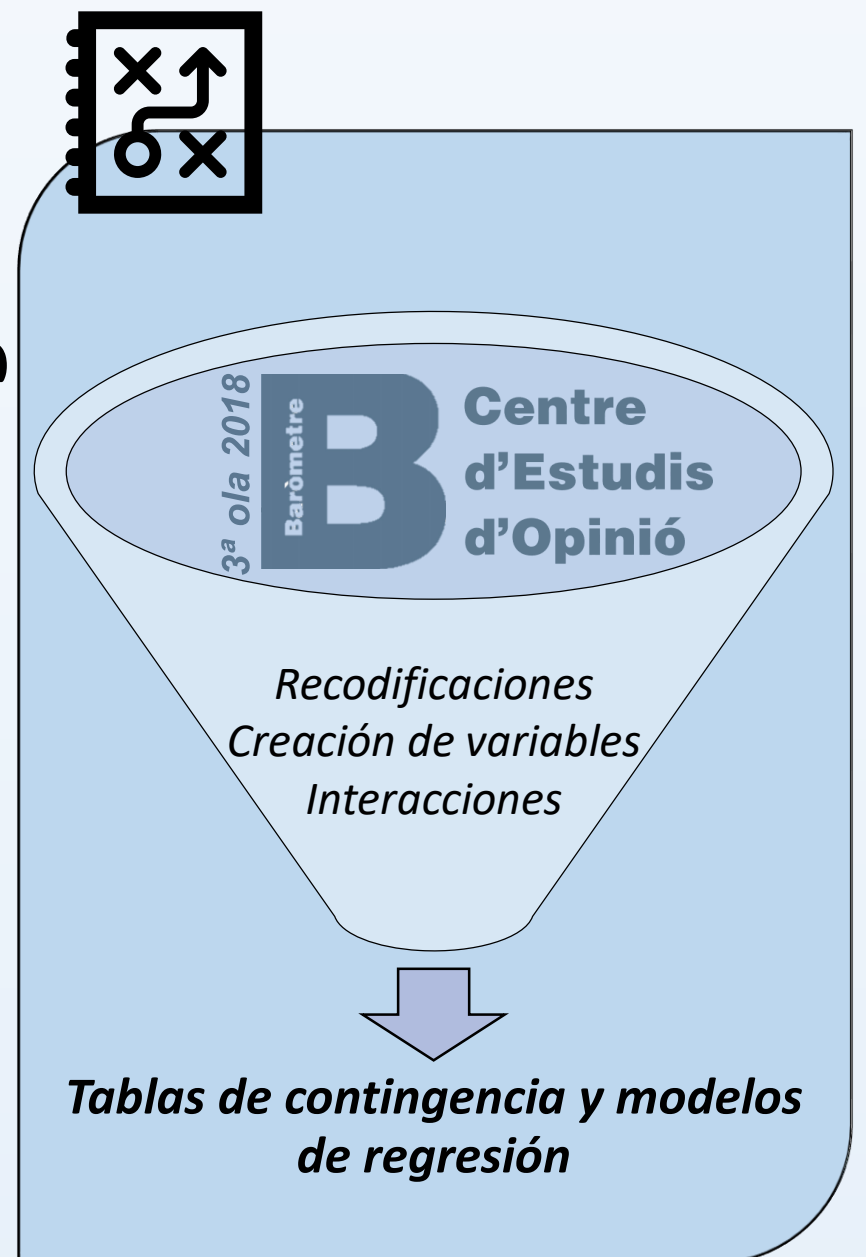 3ª ola 2018
Baròmetre
B
Centre
d'Estudis
d'Opinió
Recodificaciones
Creación de variables
Interacciones
Tablas de contingencia y modelos
de regresión